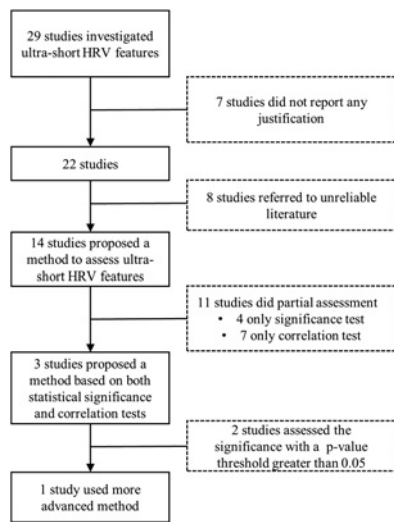 29 studies investigated
ultra-short HRV features
7 studies did not report any
justification
22 studies
8 studies referred to unreliable
literature
14 studies proposed a
method to assess ultra-
short HRV features
11 studies did partial assessment
• 4 only significance test
• 7 only correlation test
3 studies proposed a
method based on both
statistical significance
and correlation tests
2 studies assessed the
significance with a p-value
threshold greater than 0.05
1 study used more
advanced method